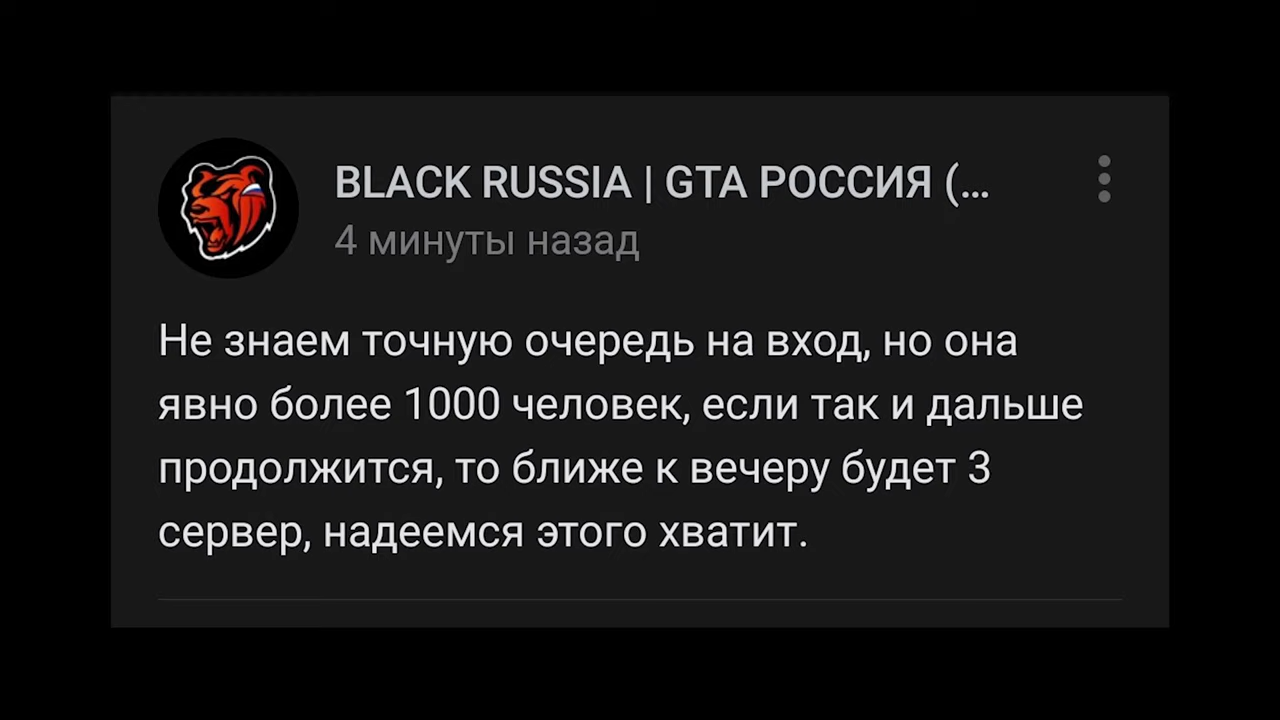 BLACK RUSSIA | GTA РОССИЯ (...
4 минуты назад
Не знаем точную очередь на вход, но она
явно более 1000 человек, если так и дальше
продолжится, то ближе к вечеру будет 3
сервер, надеемся этого хватит.